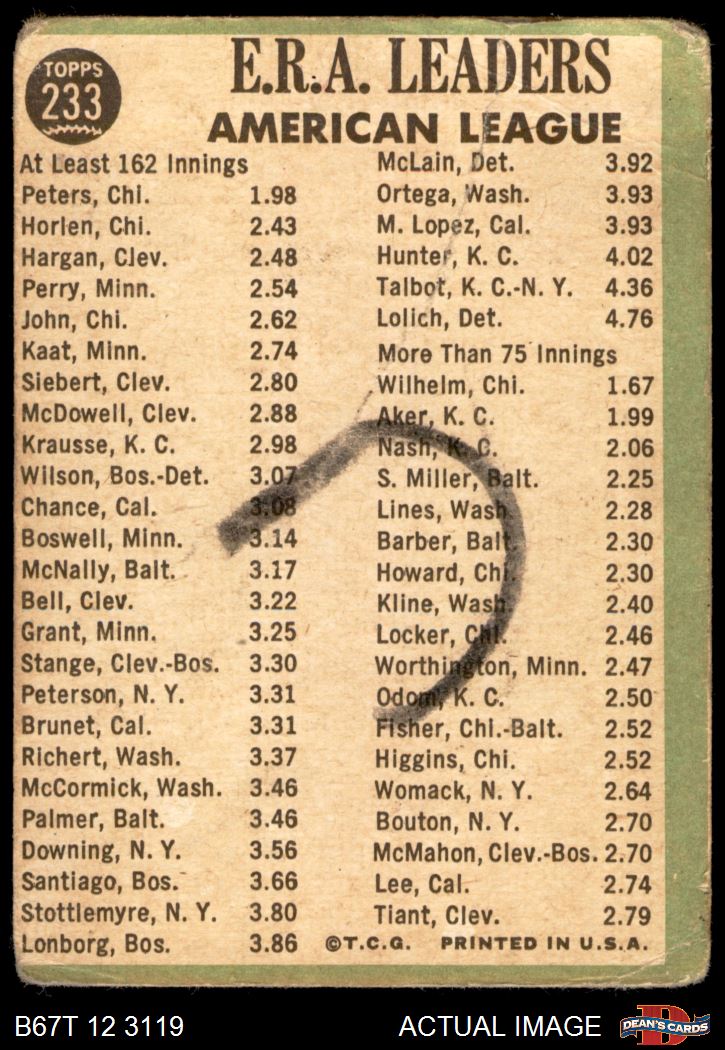 TOPPS
233
E.R.A. LEADERS
AMERICAN LEAGUE
At Least 162 Innings
Peters, Chi. 1.98
Horlen, Chi. 2.43
Hargan, Clev. 2.48
Perry, Minn. 2.54
John, Chi. 2.62
Kaat, Minn. 2.74
Siebert, Clev. 2.80
McDowell, Clev. 2.88
Krausse, K. C. 2.98
Wilson, Bos.-Det. 3.07
Chance, Cal. 3.08
Boswell, Minn. 3.14
McNally, Balt. 3.17
Bell, Clev. 3.22
Grant, Minn. 3.25
Stange, Clev.-Bos. 3.30
Peterson, N. Y. 3.31
Brunet, Cal. 3.31
Richert, Wash. 3.37
McCormick, Wash. 3.46
Palmer, Balt. 3.46
Downing, N. Y. 3.56
Santiago, Bos. 3.66
Stottlemyre, N. Y. 3.80
Lonborg, Bos. 3.86
McLain, Det. 3.92
Ortega, Wash. 3.93
M. Lopez, Cal. 3.93
Hunter, K. C. 4.02
Talbot, K. C.-N. Y. 4.36
Lolich, Det. 4.76
More Than 75 Innings
Wilhelm, Chi. 1.67
Aker, K. C. 1.99
Nash, K. C. 2.06
S. Miller, Balt. 2.25
Lines, Wash. 2.28
Barber, Balt. 2.30
Howard, Chi. 2.30
Kline, Wash. 2.40
Locker, Chi. 2.46
Worthington, Minn. 2.47
Odom, K. C. 2.50
Fisher, Chi.-Balt. 2.52
Higgins, Chi. 2.52
Womack, N. Y. 2.64
Bouton, N. Y. 2.70
McMahon, Clev.-Bos. 2.70
Lee, Cal. 2.74
Tiant, Clev. 2.79
©T.C.G. PRINTED IN U.S.A.
B67T 12 3119
ACTUAL IMAGE
DEAN'S CARDS